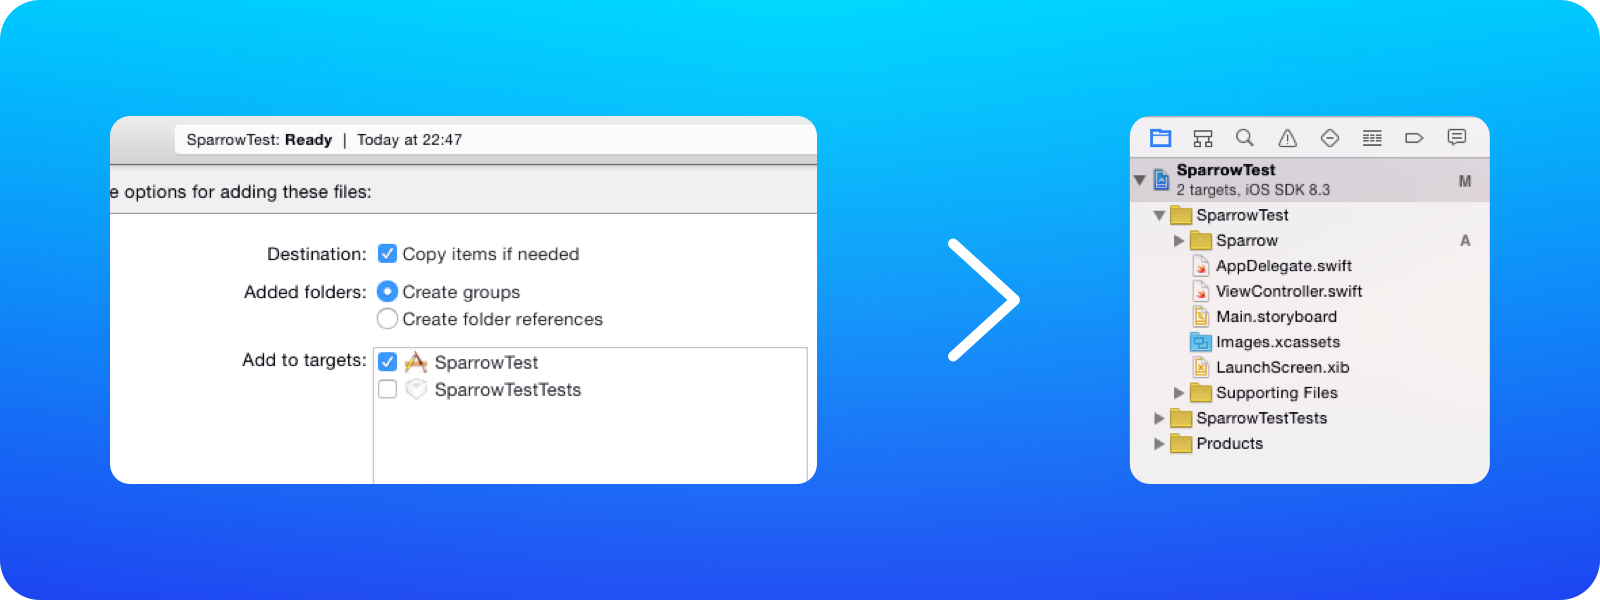 SparrowTest: Ready | Today at 22:47
e options for adding these files:
Destination: Copy items if needed
Added folders: Create groups
Create folder references
Add to targets: SparrowTest
SparrowTestTests
SparrowTest
2 targets, iOS SDK 8.3
M
SparrowTest
Sparrow
A
AppDelegate.swift
ViewController.swift
Main.storyboard
Images.xcassets
LaunchScreen.xib
Supporting Files
SparrowTestTests
Products